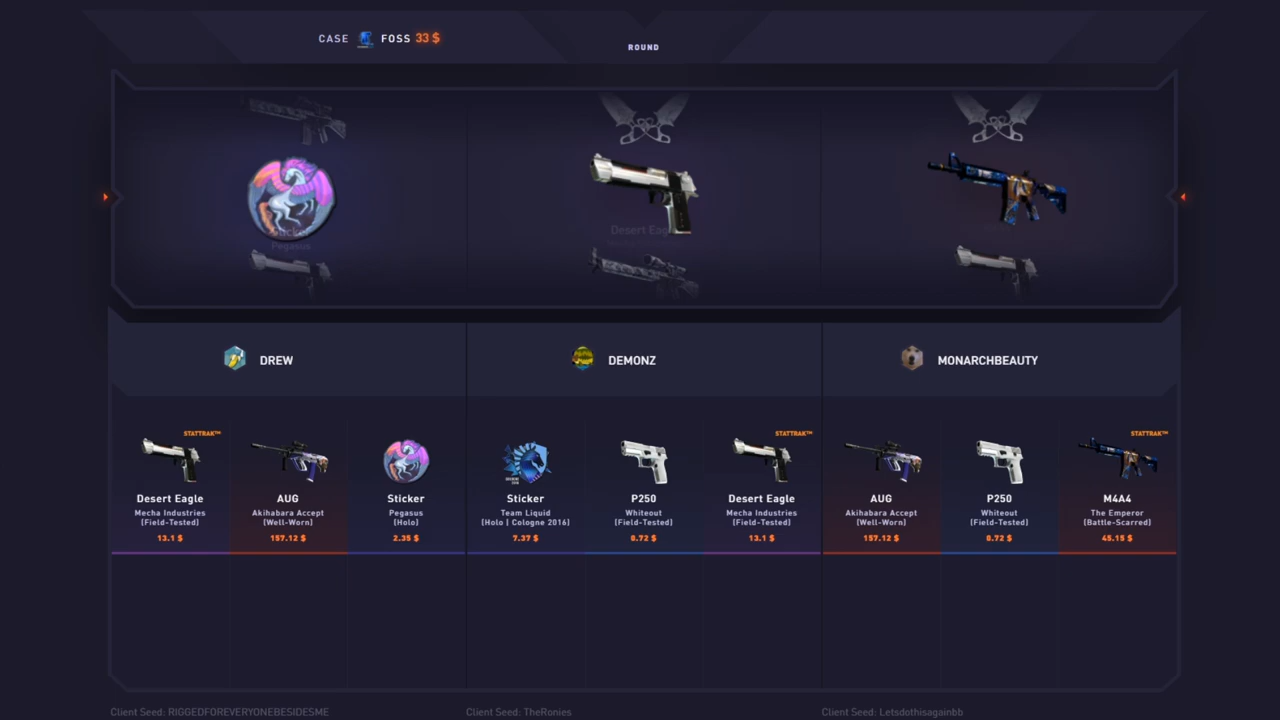 CASE FOSS 33 $
ROUND
Sticker
Pegasus
Desert Eagle
DREW
DEMONZ
MONARCHBEAUTY
STATTRAK™
Desert Eagle
Mecha Industries
(Field-Tested)
13.1 $
AUG
Akihabara Accept
(Well-Worn)
157.12 $
Sticker
Pegasus
(Holo)
2.35 $
Sticker
Team Liquid
(Holo | Cologne 2016)
7.37 $
P250
Whiteout
(Field-Tested)
0.72 $
STATTRAK™
Desert Eagle
Mecha Industries
(Field-Tested)
13.1 $
AUG
Akihabara Accept
(Well-Worn)
157.12 $
P250
Whiteout
(Field-Tested)
0.72 $
STATTRAK™
M4A4
The Emperor
(Battle-Scarred)
45.15 $
Client Seed: RIGGEDFOREVERYONEBESIDESME
Client Seed: TheRonies
Client Seed: Letsdothisagainbb